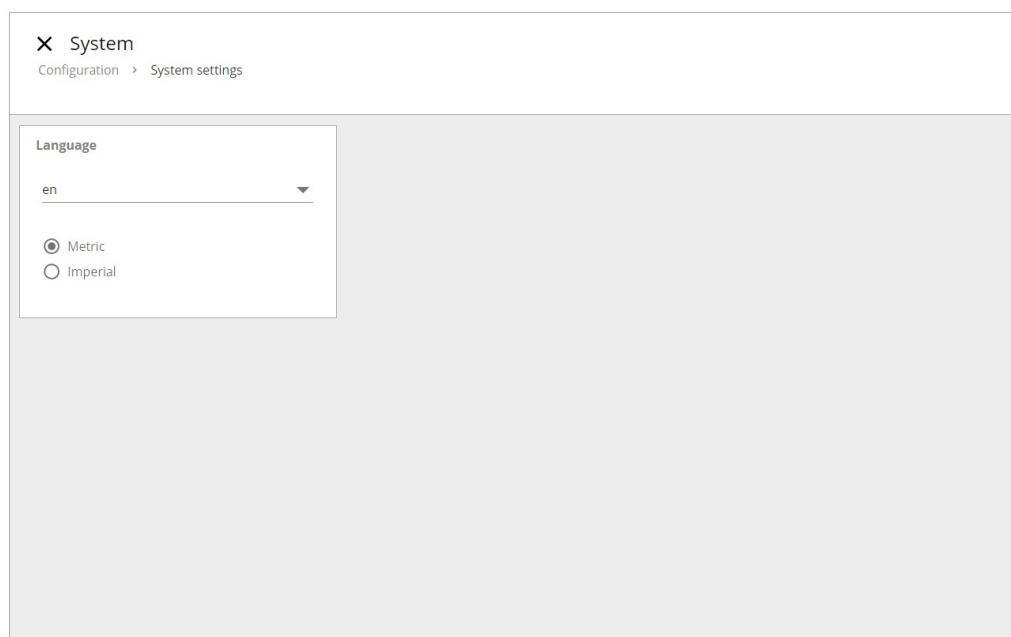 System
Configuration > System settings
Language
en
Metric
Imperial